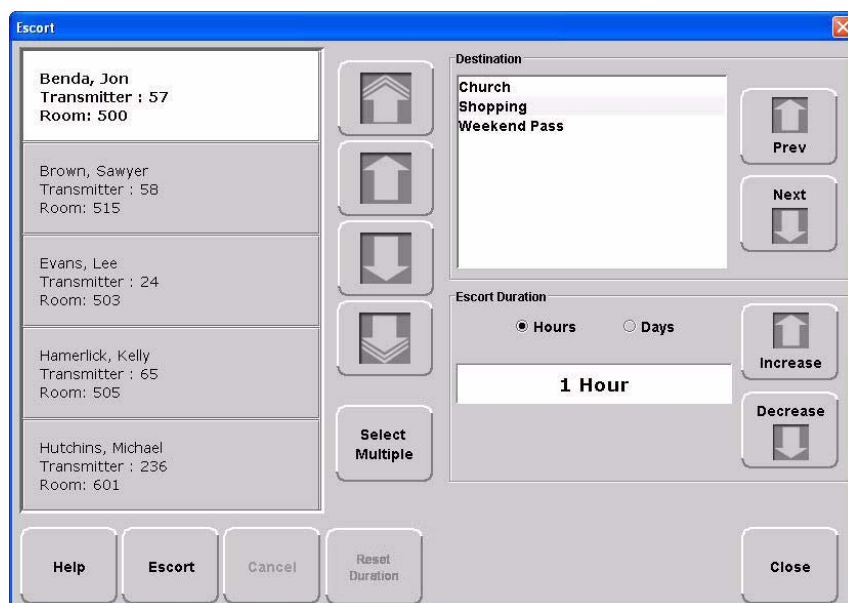 Escort
Benda, Jon
Transmitter : 57
Room: 500
Brown, Sawyer
Transmitter : 58
Room: 515
Evans, Lee
Transmitter : 24
Room: 503
Hamerlick, Kelly
Transmitter : 65
Room: 505
Hutchins, Michael
Transmitter : 236
Room: 601
Select
Multiple
Destination
Church
Shopping
Weekend Pass
Prev
Next
Escort Duration
Hours
Days
1 Hour
Increase
Decrease
Help
Escort
Cancel
Reset
Duration
Close